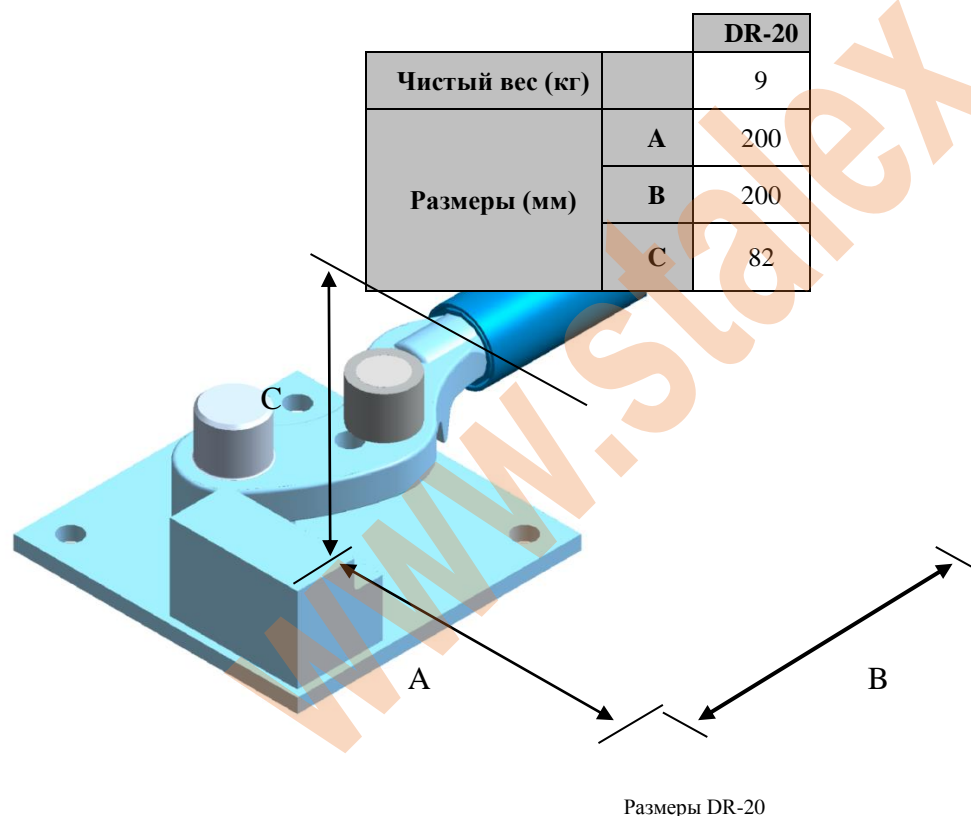 DR-20
Чистый вес (кг) 9
Размеры (мм) A 200
B 200
C 82
C
A
B
www.stalex
Размеры DR-20